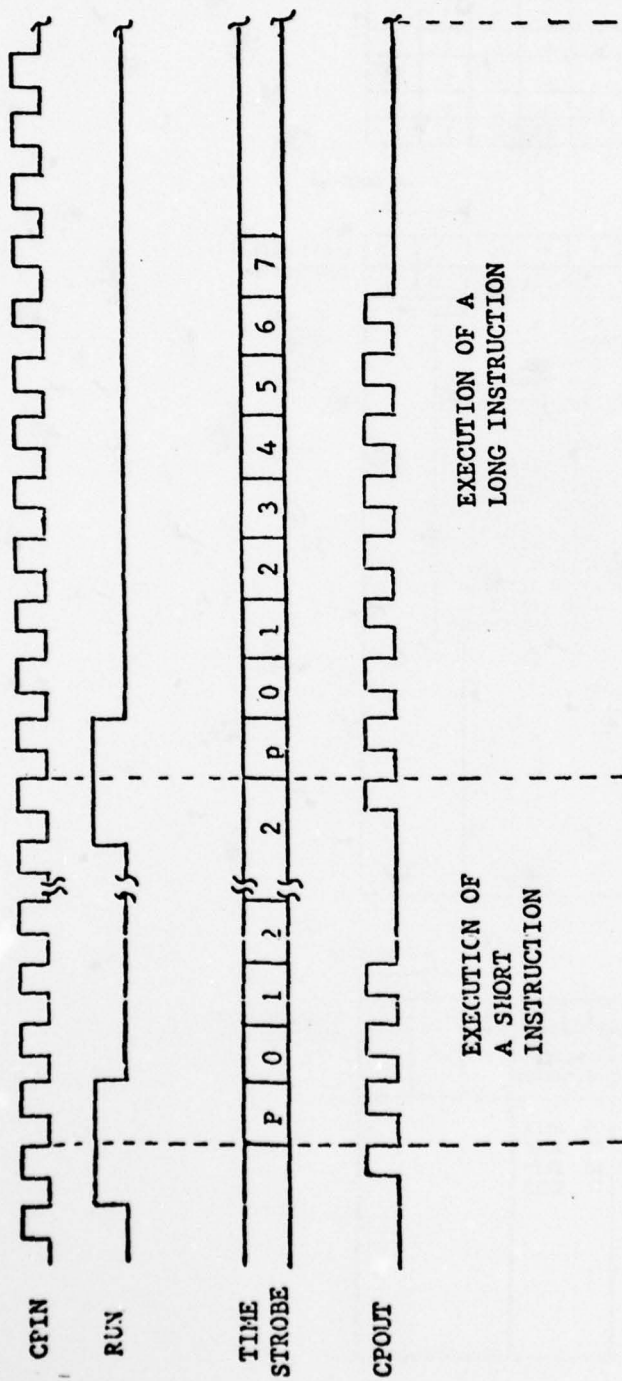 CPIN
RUN
TIME
STROBE
P 0 1 2 2 P 0 1 2 3 4 5 6 7
CPOUT
EXECUTION OF
A SHORT
INSTRUCTION
EXECUTION OF A
LONG INSTRUCTION